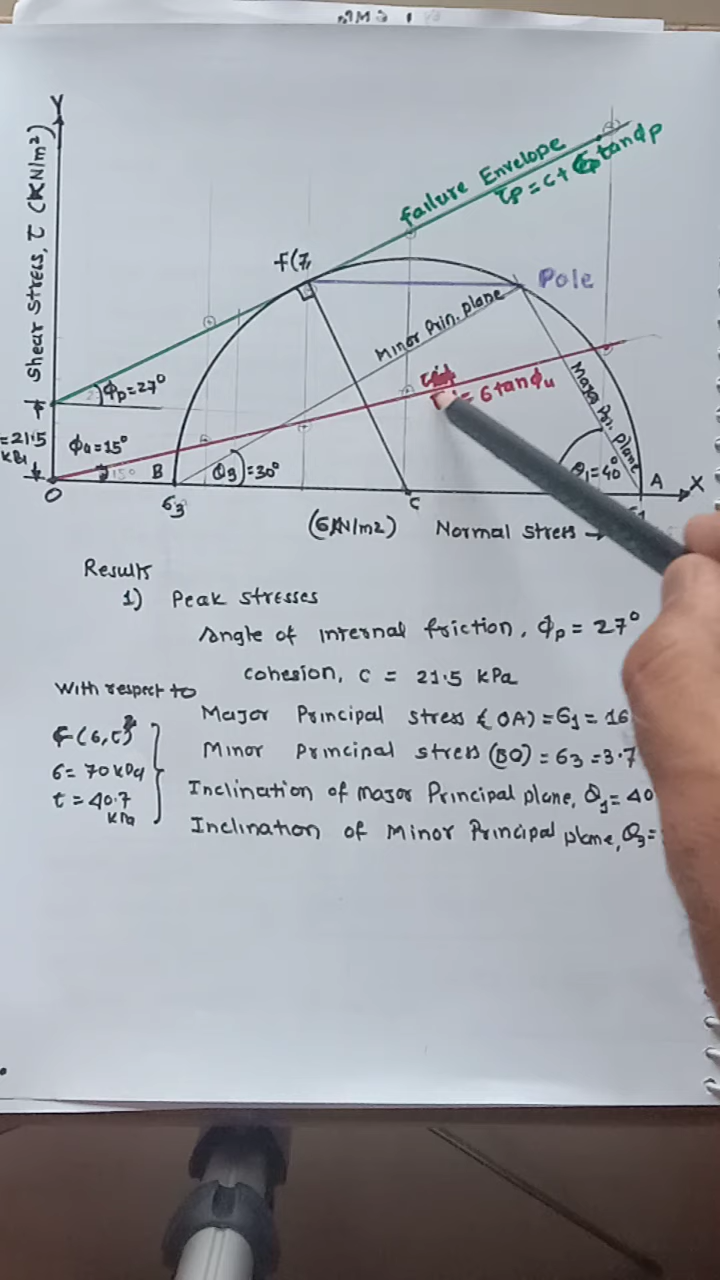 Y
Shear Stress, τ (KN/m²)
failure Envelope
τp = c + σp tanφp
f(7,
Pole
Minor Prin. plane
φp = 27°
τ = σ tanφu
Major Pri. plane
= 21.5
kPa
φu = 15°
15°
B
θ3 = 30°
θ1 = 40°
A
X
O
σ3
C
(σ KN/m2)
Normal stress →
Results
1) Peak stresses
Angle of internal friction, φp = 27°
cohesion, c = 21.5 kPa
With respect to
F(σ,τ)
σ = 70 kPa
τ = 40.7
kPa
Major Principal stress (OA) = σ1 = 16
Minor Principal stress (BO) = σ3 = 3.7
Inclination of major Principal plane, θ1 = 40
Inclination of Minor Principal plane, θ3 =